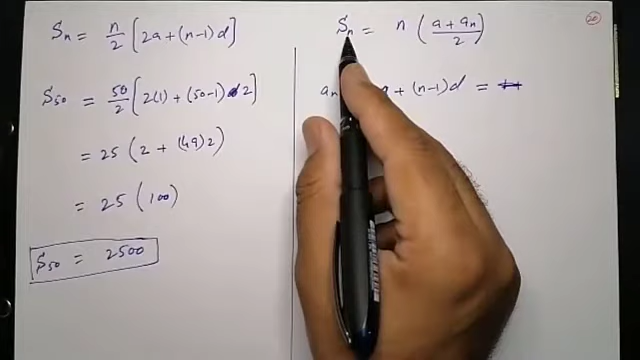 Sn = n/2 [2a + (n-1) d]
S50 = 50/2 [2(1) + (50-1) 2]
= 25 (2 + (49) 2)
= 25 (100)
S50 = 2500
20
Sn = n ( a + an / 2 )
an a + (n-1) d =